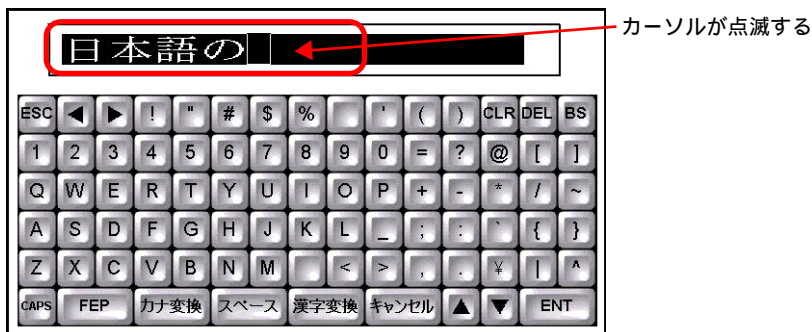 カーソルが点滅する
日本語の
ESC ◀ ▶ ! " # $ % ' ( ) CLR DEL BS
1 2 3 4 5 6 7 8 9 0 = ? @ [ ]
Q W E R T Y U I O P + - * / ~
A S D F G H J K L _ ; : ` { }
Z X C V B N M < > , . ¥ | ^
CAPS FEP カナ変換 スペース 漢字変換 キャンセル ▲ ▼ ENT